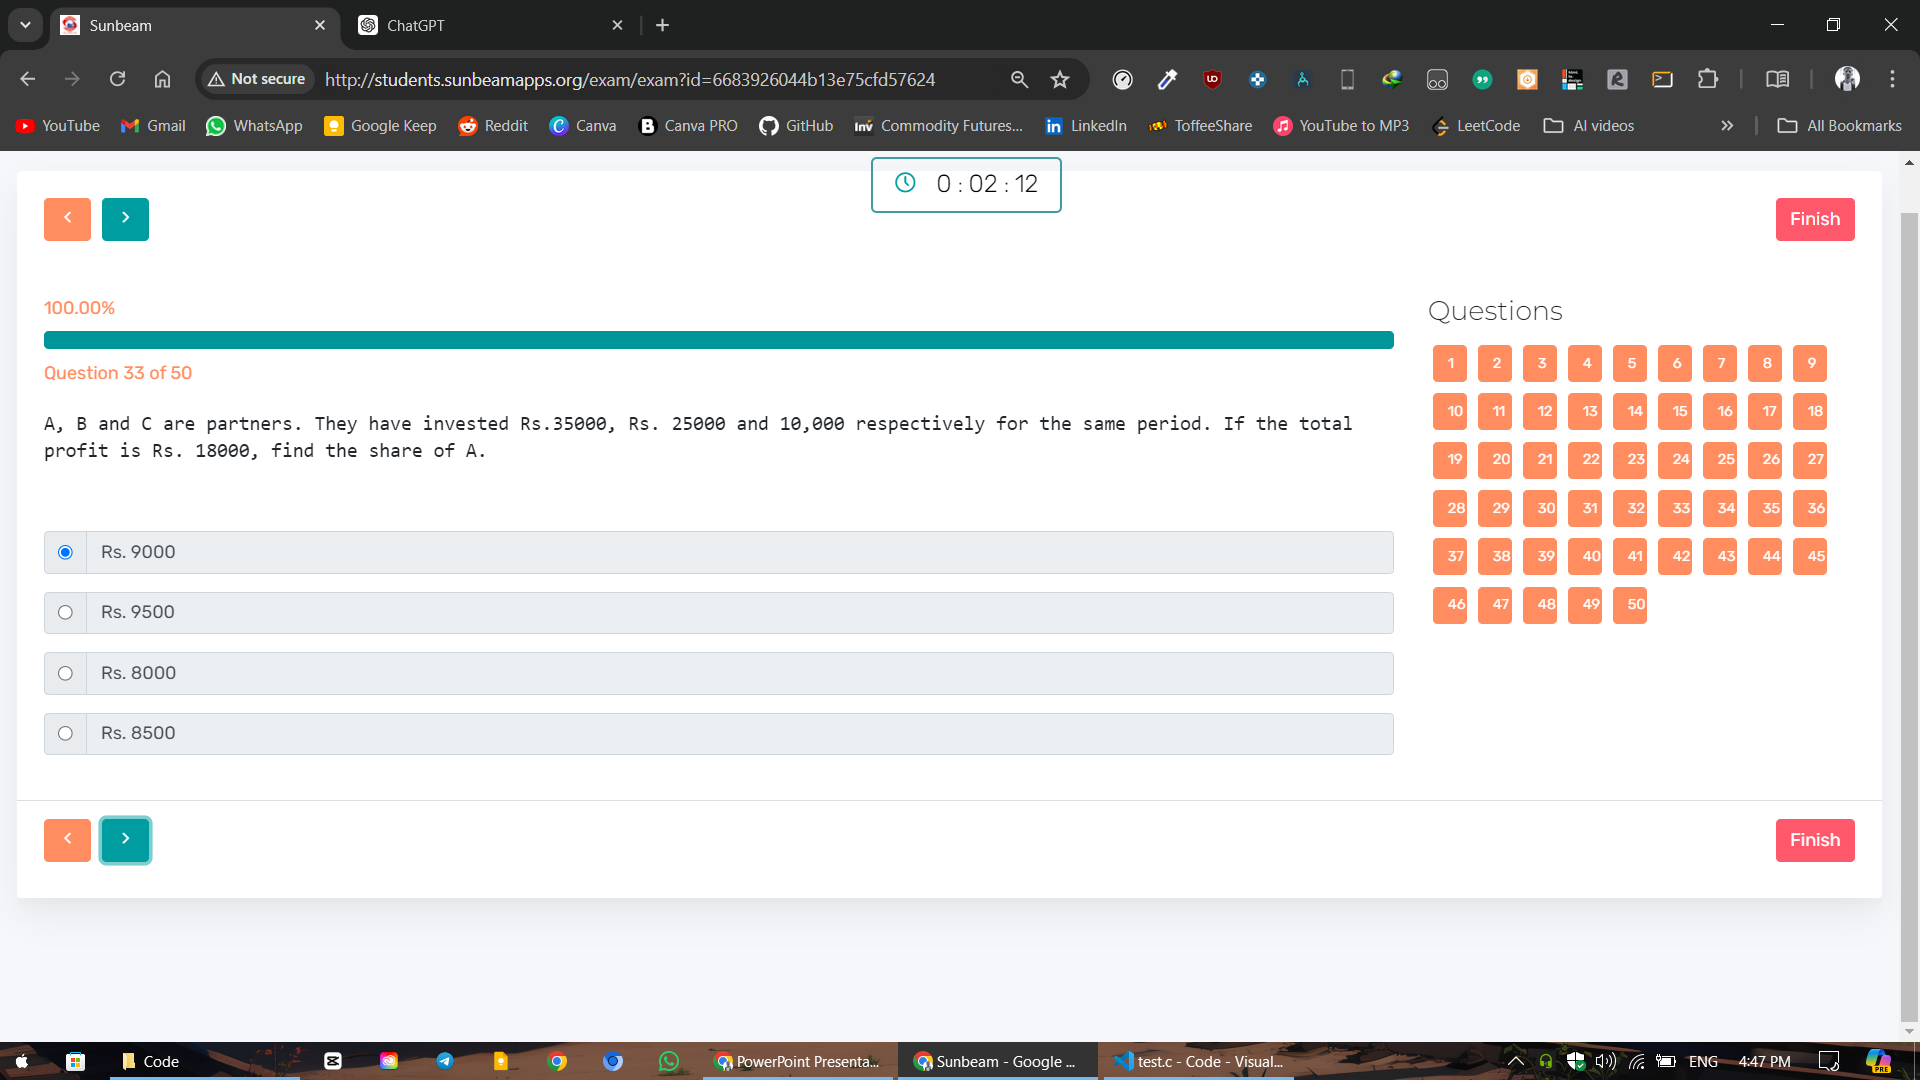 Sunbeam
ChatGPT
Not secure
http://students.sunbeamapps.org/exam/exam?id=6683926044b13e75cfd57624
YouTube
Gmail
WhatsApp
Google Keep
Reddit
Canva
Canva PRO
GitHub
Inv Commodity Futures...
LinkedIn
ToffeeShare
YouTube to MP3
LeetCode
AI videos
All Bookmarks
0 : 02 : 12
Finish
100.00%
Question 33 of 50
A, B and C are partners. They have invested Rs.35000, Rs. 25000 and 10,000 respectively for the same period. If the total
profit is Rs. 18000, find the share of A.
Rs. 9000
Rs. 9500
Rs. 8000
Rs. 8500
Questions
1 2 3 4 5 6 7 8 9
10 11 12 13 14 15 16 17 18
19 20 21 22 23 24 25 26 27
28 29 30 31 32 33 34 35 36
37 38 39 40 41 42 43 44 45
46 47 48 49 50
Finish
Code
PowerPoint Presenta...
Sunbeam - Google ...
test.c - Code - Visual...
ENG
4:47 PM
PRE